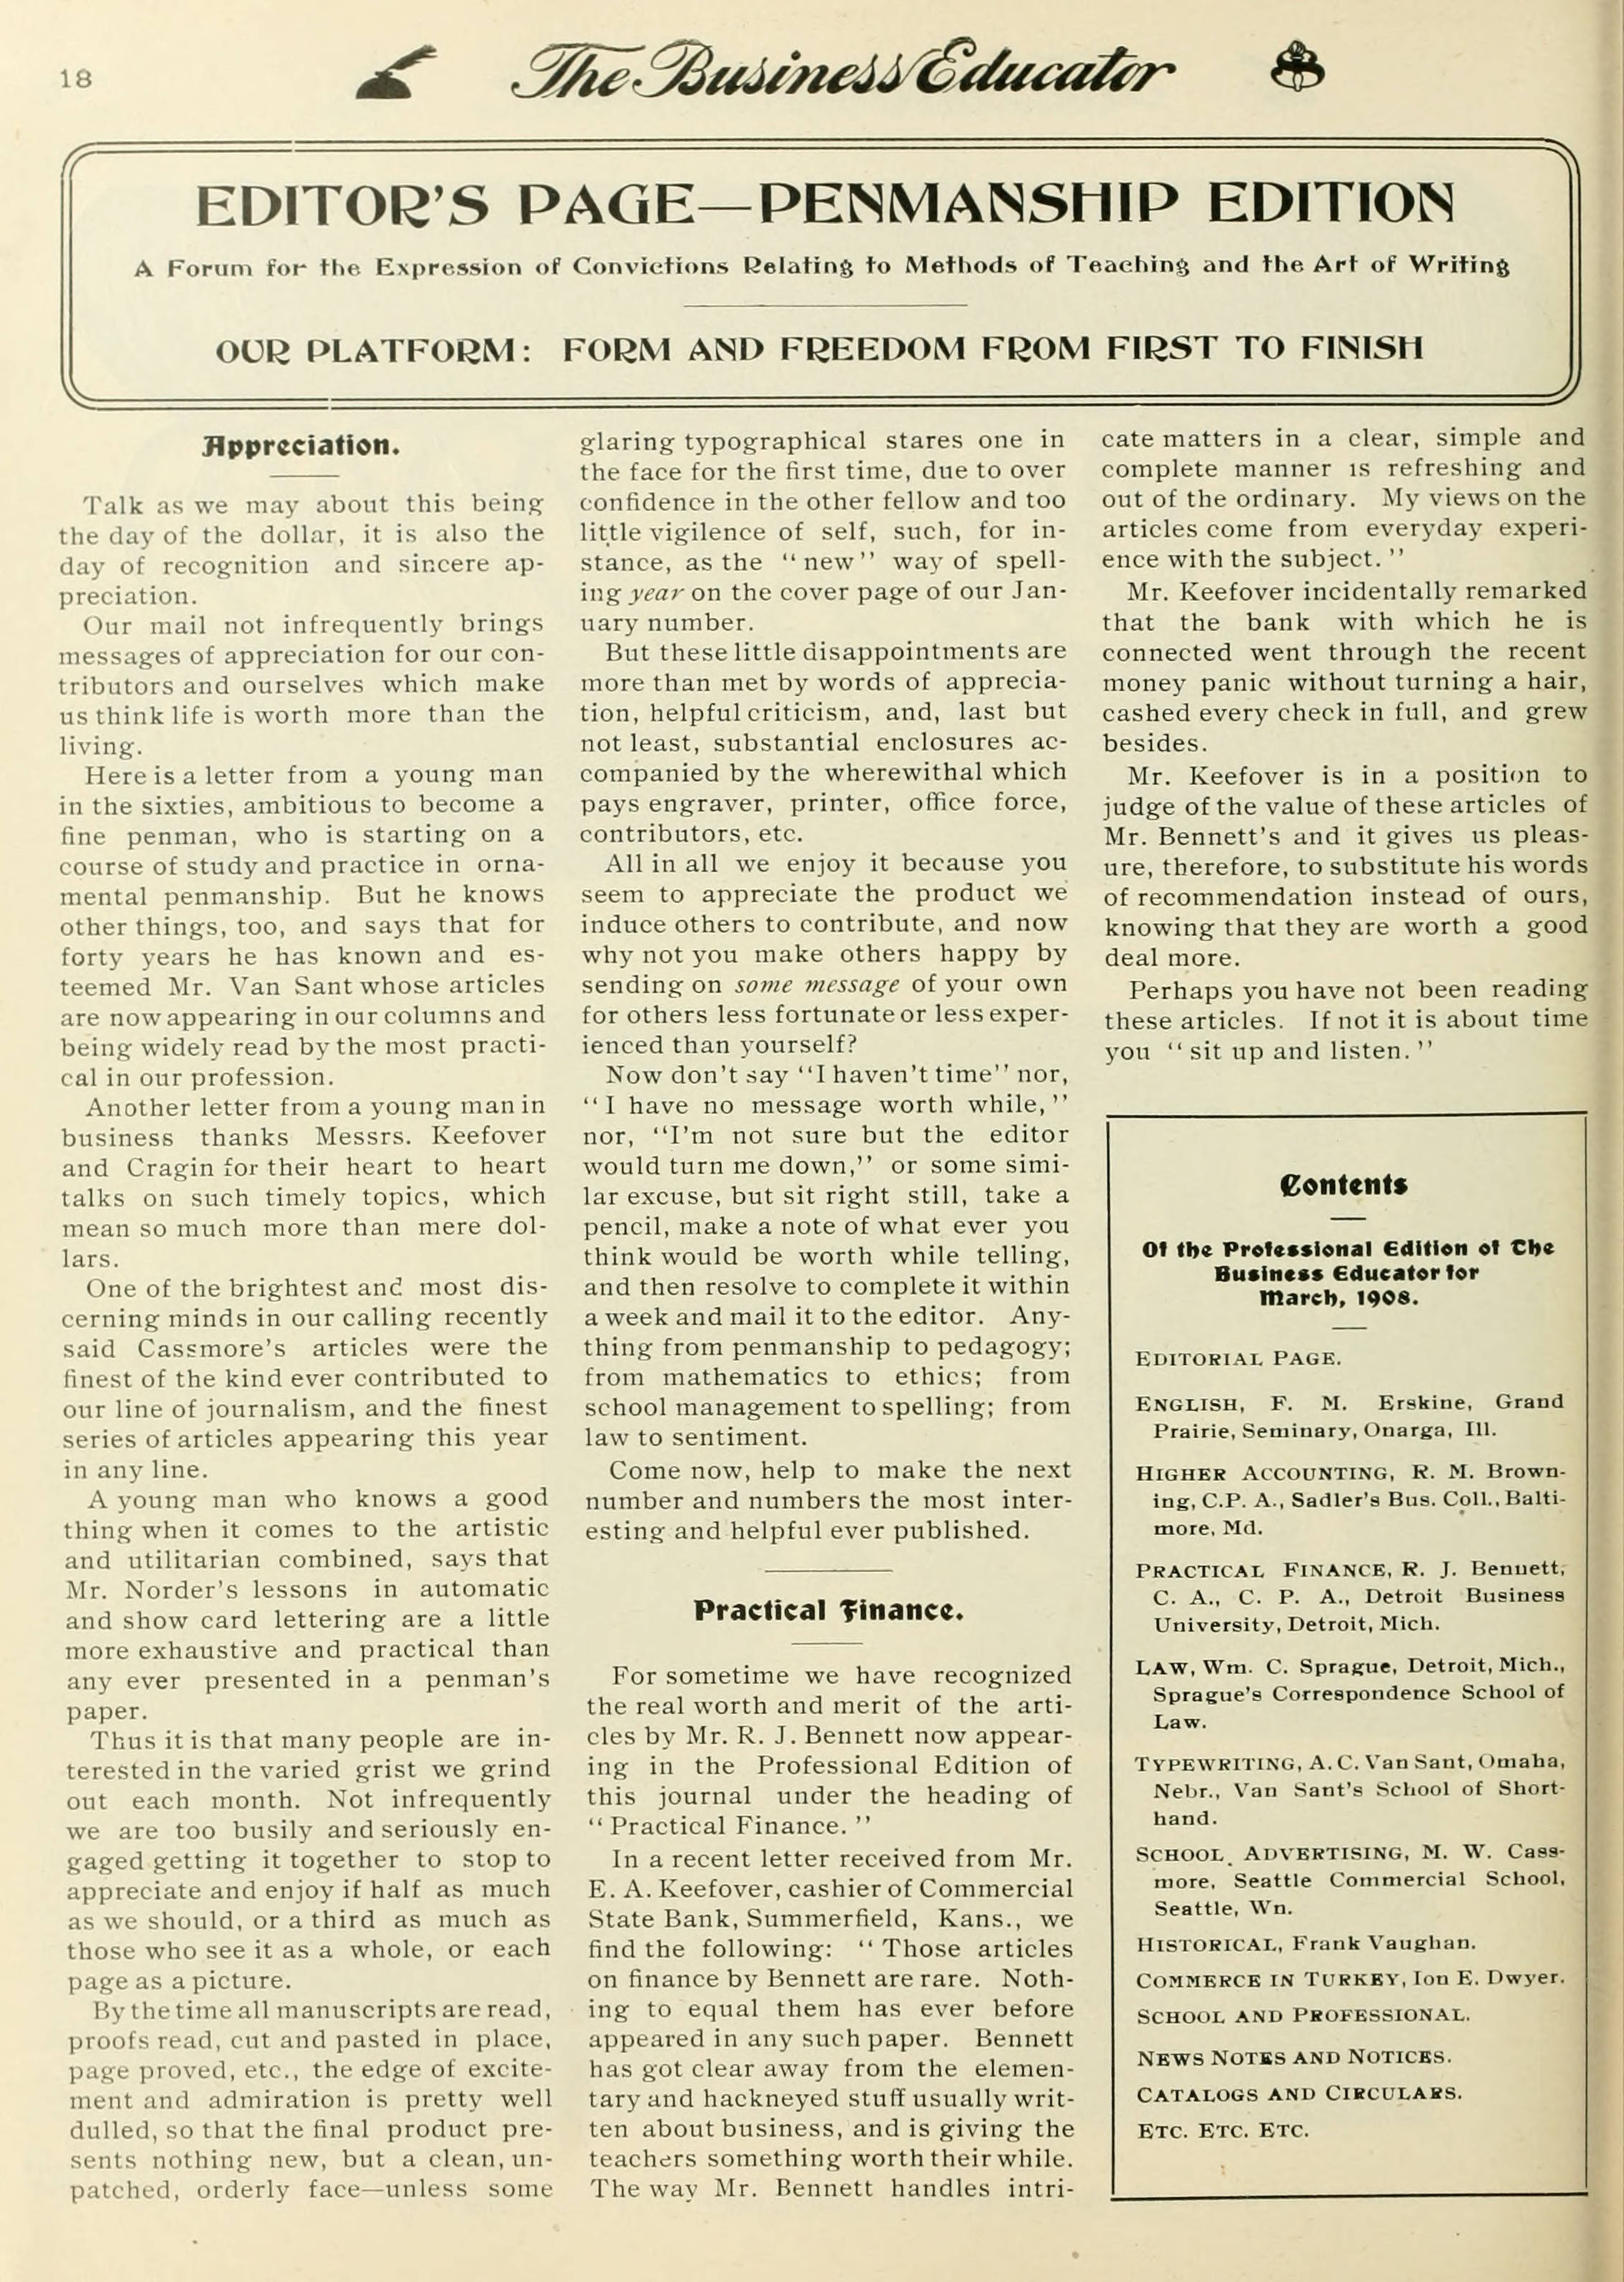 18
The Business Educator
EDITOR'S PAGE—PENMANSHIP EDITION
A Forum for the Expression of Convictions Relating to Methods of Teaching and the Art of Writing
OUR PLATFORM: FORM AND FREEDOM FROM FIRST TO FINISH
Appreciation.
Talk as we may about this being
the day of the dollar, it is also the
day of recognition and sincere ap-
preciation.
Our mail not infrequently brings
messages of appreciation for our con-
tributors and ourselves which make
us think life is worth more than the
living.
Here is a letter from a young man
in the sixties, ambitious to become a
fine penman, who is starting on a
course of study and practice in orna-
mental penmanship. But he knows
other things, too, and says that for
forty years he has known and es-
teemed Mr. Van Sant whose articles
are now appearing in our columns and
being widely read by the most practi-
cal in our profession.
Another letter from a young man in
business thanks Messrs. Keefover
and Cragin for their heart to heart
talks on such timely topics, which
mean so much more than mere dol-
lars.
One of the brightest and most dis-
cerning minds in our calling recently
said Cassmore's articles were the
finest of the kind ever contributed to
our line of journalism, and the finest
series of articles appearing this year
in any line.
A young man who knows a good
thing when it comes to the artistic
and utilitarian combined, says that
Mr. Norder's lessons in automatic
and show card lettering are a little
more exhaustive and practical than
any ever presented in a penman's
paper.
Thus it is that many people are in-
terested in the varied grist we grind
out each month. Not infrequently
we are too busily and seriously en-
gaged getting it together to stop to
appreciate and enjoy if half as much
as we should, or a third as much as
those who see it as a whole, or each
page as a picture.
By the time all manuscripts are read,
proofs read, cut and pasted in place,
page proved, etc., the edge of excite-
ment and admiration is pretty well
dulled, so that the final product pre-
sents nothing new, but a clean, un-
patched, orderly face—unless some
glaring typographical stares one in
the face for the first time, due to over
confidence in the other fellow and too
little vigilence of self, such, for in-
stance, as the "new" way of spell-
ing year on the cover page of our Jan-
uary number.
But these little disappointments are
more than met by words of apprecia-
tion, helpful criticism, and, last but
not least, substantial enclosures ac-
companied by the wherewithal which
pays engraver, printer, office force,
contributors, etc.
All in all we enjoy it because you
seem to appreciate the product we
induce others to contribute, and now
why not you make others happy by
sending on some message of your own
for others less fortunate or less exper-
ienced than yourself?
Now don't say "I haven't time" nor,
"I have no message worth while,"
nor, "I'm not sure but the editor
would turn me down," or some simi-
lar excuse, but sit right still, take a
pencil, make a note of what ever you
think would be worth while telling,
and then resolve to complete it within
a week and mail it to the editor. Any-
thing from penmanship to pedagogy;
from mathematics to ethics; from
school management to spelling; from
law to sentiment.
Come now, help to make the next
number and numbers the most inter-
esting and helpful ever published.
Practical Finance.
For sometime we have recognized
the real worth and merit of the arti-
cles by Mr. R. J. Bennett now appear-
ing in the Professional Edition of
this journal under the heading of
"Practical Finance."
In a recent letter received from Mr.
E. A. Keefover, cashier of Commercial
State Bank, Summerfield, Kans., we
find the following: "Those articles
on finance by Bennett are rare. Noth-
ing to equal them has ever before
appeared in any such paper. Bennett
has got clear away from the elemen-
tary and hackneyed stuff usually writ-
ten about business, and is giving the
teachers something worth their while.
The way Mr. Bennett handles intri-
cate matters in a clear, simple and
complete manner is refreshing and
out of the ordinary. My views on the
articles come from everyday experi-
ence with the subject."
Mr. Keefover incidentally remarked
that the bank with which he is
connected went through the recent
money panic without turning a hair,
cashed every check in full, and grew
besides.
Mr. Keefover is in a position to
judge of the value of these articles of
Mr. Bennett's and it gives us pleas-
ure, therefore, to substitute his words
of recommendation instead of ours,
knowing that they are worth a good
deal more.
Perhaps you have not been reading
these articles. If not it is about time
you "sit up and listen."
Contents
Of the Professional Edition of The
Business Educator for
March, 1908.
EDITORIAL PAGE.
ENGLISH, F. M. Erskine, Grand
Prairie, Seminary, Onarga, Ill.
HIGHER ACCOUNTING, R. M. Brown-
ing, C.P. A., Sadler's Bus. Coll., Balti-
more, Md.
PRACTICAL FINANCE, R. J. Bennett,
C. A., C. P. A., Detroit Business
University, Detroit, Mich.
LAW, Wm. C. Sprague, Detroit, Mich.,
Sprague's Correspondence School of
Law.
TYPEWRITING, A. C. Van Sant, Omaha,
Nebr., Van Sant's School of Short-
hand.
SCHOOL ADVERTISING, M. W. Cass-
more, Seattle Commercial School,
Seattle, Wn.
HISTORICAL, Frank Vaughan.
COMMERCE IN TURKEY, Ion E. Dwyer.
SCHOOL AND PROFESSIONAL.
NEWS NOTES AND NOTICES.
CATALOGS AND CIRCULARS.
ETC. ETC. ETC.